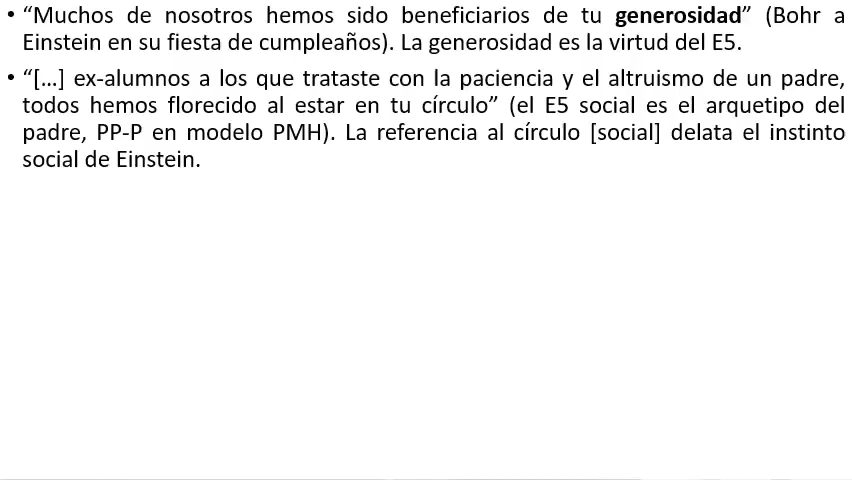 • “Muchos de nosotros hemos sido beneficiarios de tu generosidad” (Bohr a
Einstein en su fiesta de cumpleaños). La generosidad es la virtud del E5.
• “[…] ex-alumnos a los que trataste con la paciencia y el altruismo de un padre,
todos hemos florecido al estar en tu círculo” (el E5 social es el arquetipo del
padre, PP-P en modelo PMH). La referencia al círculo [social] delata el instinto
social de Einstein.